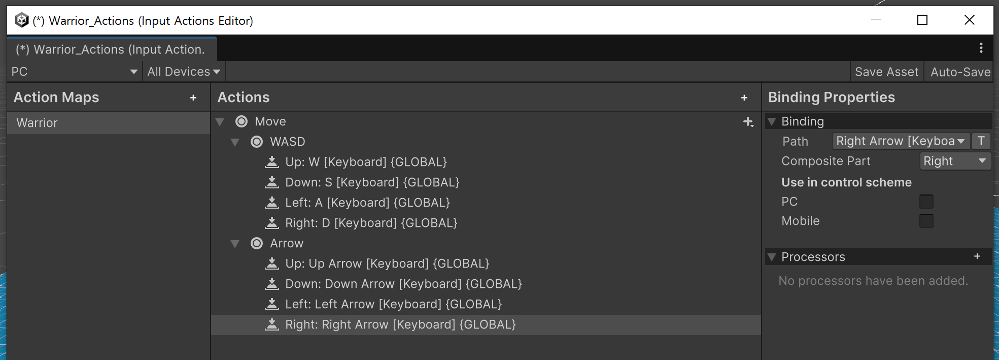 (*) Warrior_Actions (Input Actions Editor)
(*) Warrior_Actions (Input Action.
PC All Devices Save Asset Auto-Save
Action Maps +
Warrior
Actions +
Move
WASD
Up: W [Keyboard] {GLOBAL}
Down: S [Keyboard] {GLOBAL}
Left: A [Keyboard] {GLOBAL}
Right: D [Keyboard] {GLOBAL}
Arrow
Up: Up Arrow [Keyboard] {GLOBAL}
Down: Down Arrow [Keyboard] {GLOBAL}
Left: Left Arrow [Keyboard] {GLOBAL}
Right: Right Arrow [Keyboard] {GLOBAL}
Binding Properties
Binding
Path Right Arrow [Keyboa T
Composite Part Right
Use in control scheme
PC
Mobile
Processors +
No processors have been added.